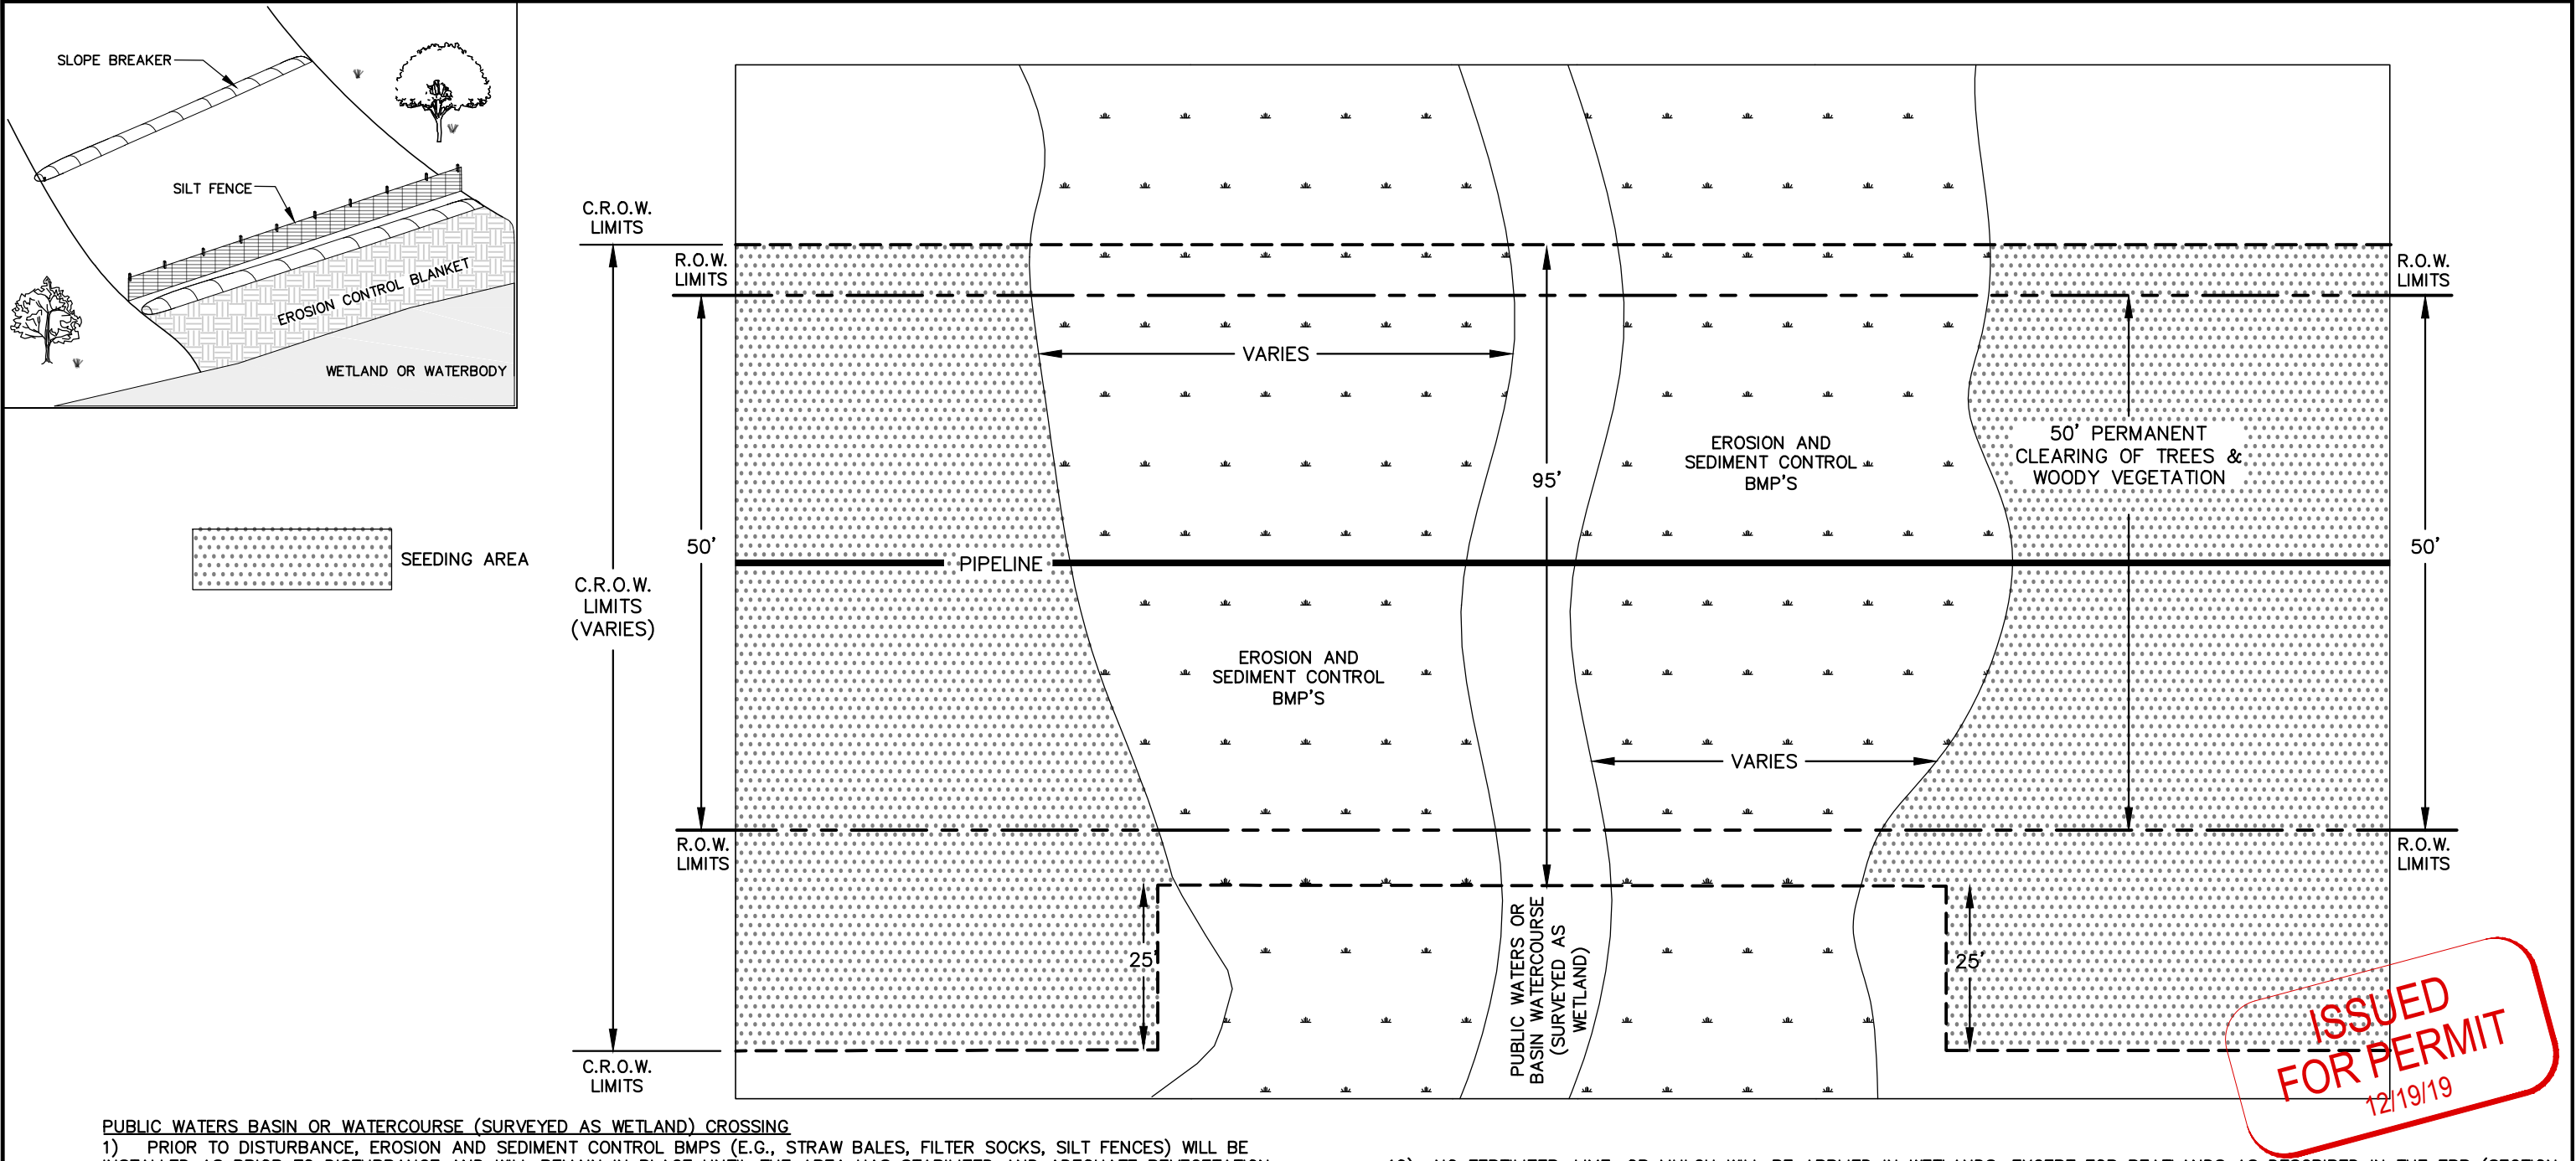 SLOPE BREAKER
SILT FENCE
EROSION CONTROL BLANKET
WETLAND OR WATERBODY
SEEDING AREA
C.R.O.W.
LIMITS
R.O.W.
LIMITS
R.O.W.
LIMITS
VARIES
EROSION AND
SEDIMENT CONTROL
BMP'S
50' PERMANENT
CLEARING OF TREES &
WOODY VEGETATION
95'
50'
50'
PIPELINE
C.R.O.W.
LIMITS
(VARIES)
EROSION AND
SEDIMENT CONTROL
BMP'S
VARIES
R.O.W.
LIMITS
R.O.W.
LIMITS
25'
25'
PUBLIC WATERS OR
BASIN WATERCOURSE
(SURVEYED AS
WETLAND)
C.R.O.W.
LIMITS
ISSUED
FOR PERMIT
12/19/19
PUBLIC WATERS BASIN OR WATERCOURSE (SURVEYED AS WETLAND) CROSSING
1) PRIOR TO DISTURBANCE, EROSION AND SEDIMENT CONTROL BMPS (E.G., STRAW BALES, FILTER SOCKS, SILT FENCES) WILL BE